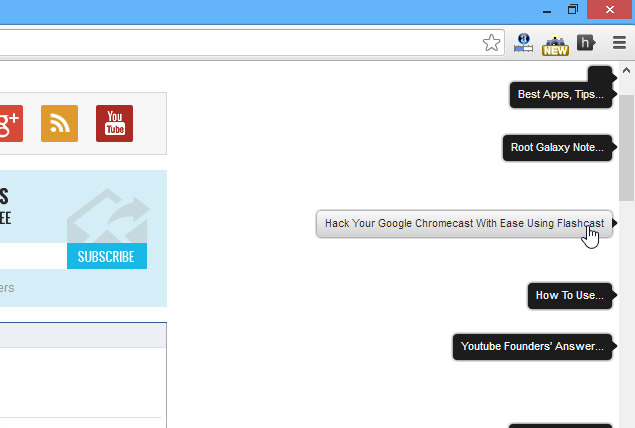 a
NEW
h
Best Apps, Tips...
g+
You
Tube
Root Galaxy Note...
S
EE
Hack Your Google Chromecast With Ease Using Flashcast
SUBSCRIBE
ers
How To Use...
Youtube Founders' Answer...